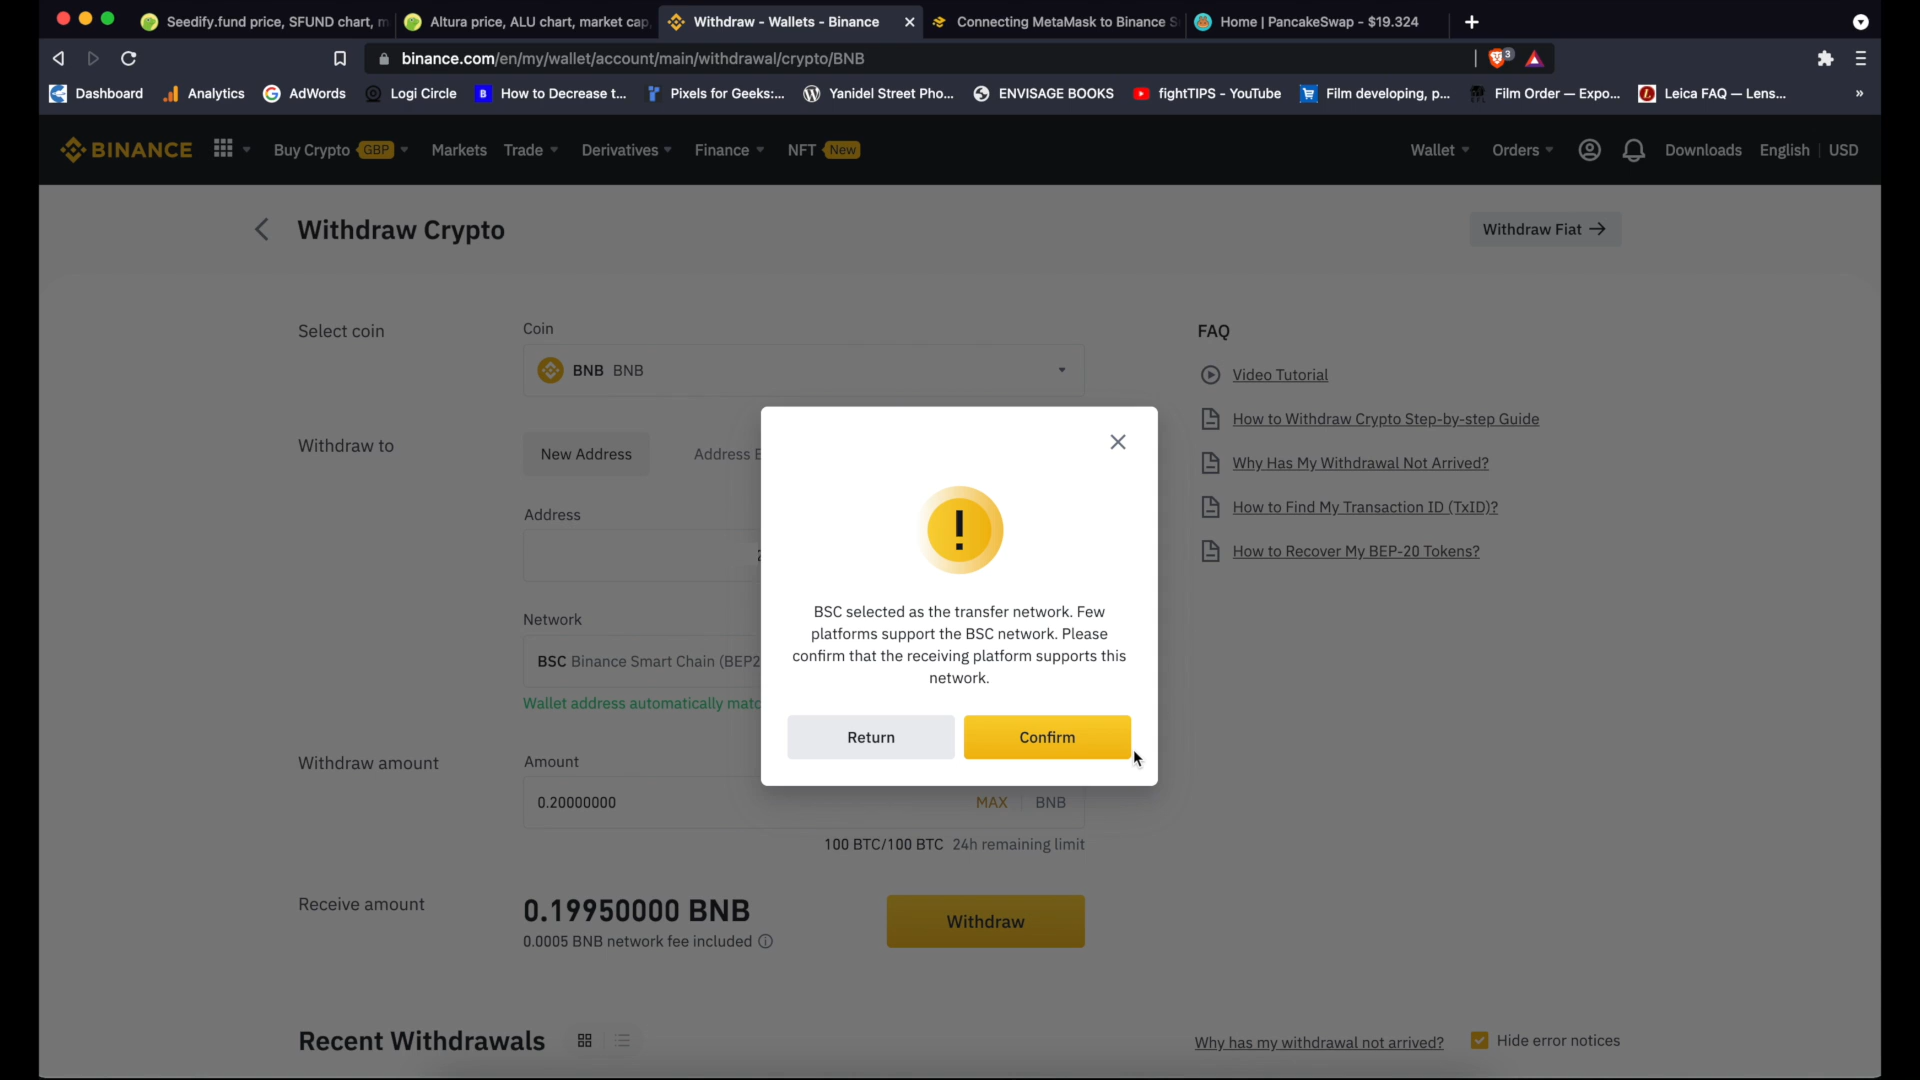 Seedify.fund price, SFUND chart, m
Altura price, ALU chart, market cap,
Withdraw - Wallets - Binance
Connecting MetaMask to Binance S
Home | PancakeSwap - $19.324
binance.com/en/my/wallet/account/main/withdrawal/crypto/BNB
3
Dashboard
Analytics
AdWords
Logi Circle
How to Decrease t...
Pixels for Geeks:...
Yanidel Street Pho...
ENVISAGE BOOKS
fightTIPS - YouTube
Film developing, p...
Film Order — Expo...
Leica FAQ — Lens...
»
BINANCE
Buy Crypto GBP
Markets
Trade
Derivatives
Finance
NFT New
Wallet
Orders
Downloads
English
USD
Withdraw Crypto
Withdraw Fiat →
Select coin
Coin
BNB BNB
Withdraw to
New Address
Address
Network
BSC Binance Smart Chain (BEP2
Wallet address automatically matc
Withdraw amount
Amount
0.20000000
MAX
BNB
100 BTC/100 BTC 24h remaining limit
Receive amount
0.19950000 BNB
0.0005 BNB network fee included
Withdraw
FAQ
Video Tutorial
How to Withdraw Crypto Step-by-step Guide
Why Has My Withdrawal Not Arrived?
How to Find My Transaction ID (TxID)?
How to Recover My BEP-20 Tokens?
BSC selected as the transfer network. Few
platforms support the BSC network. Please
confirm that the receiving platform supports this
network.
Return
Confirm
Recent Withdrawals
Why has my withdrawal not arrived?
Hide error notices